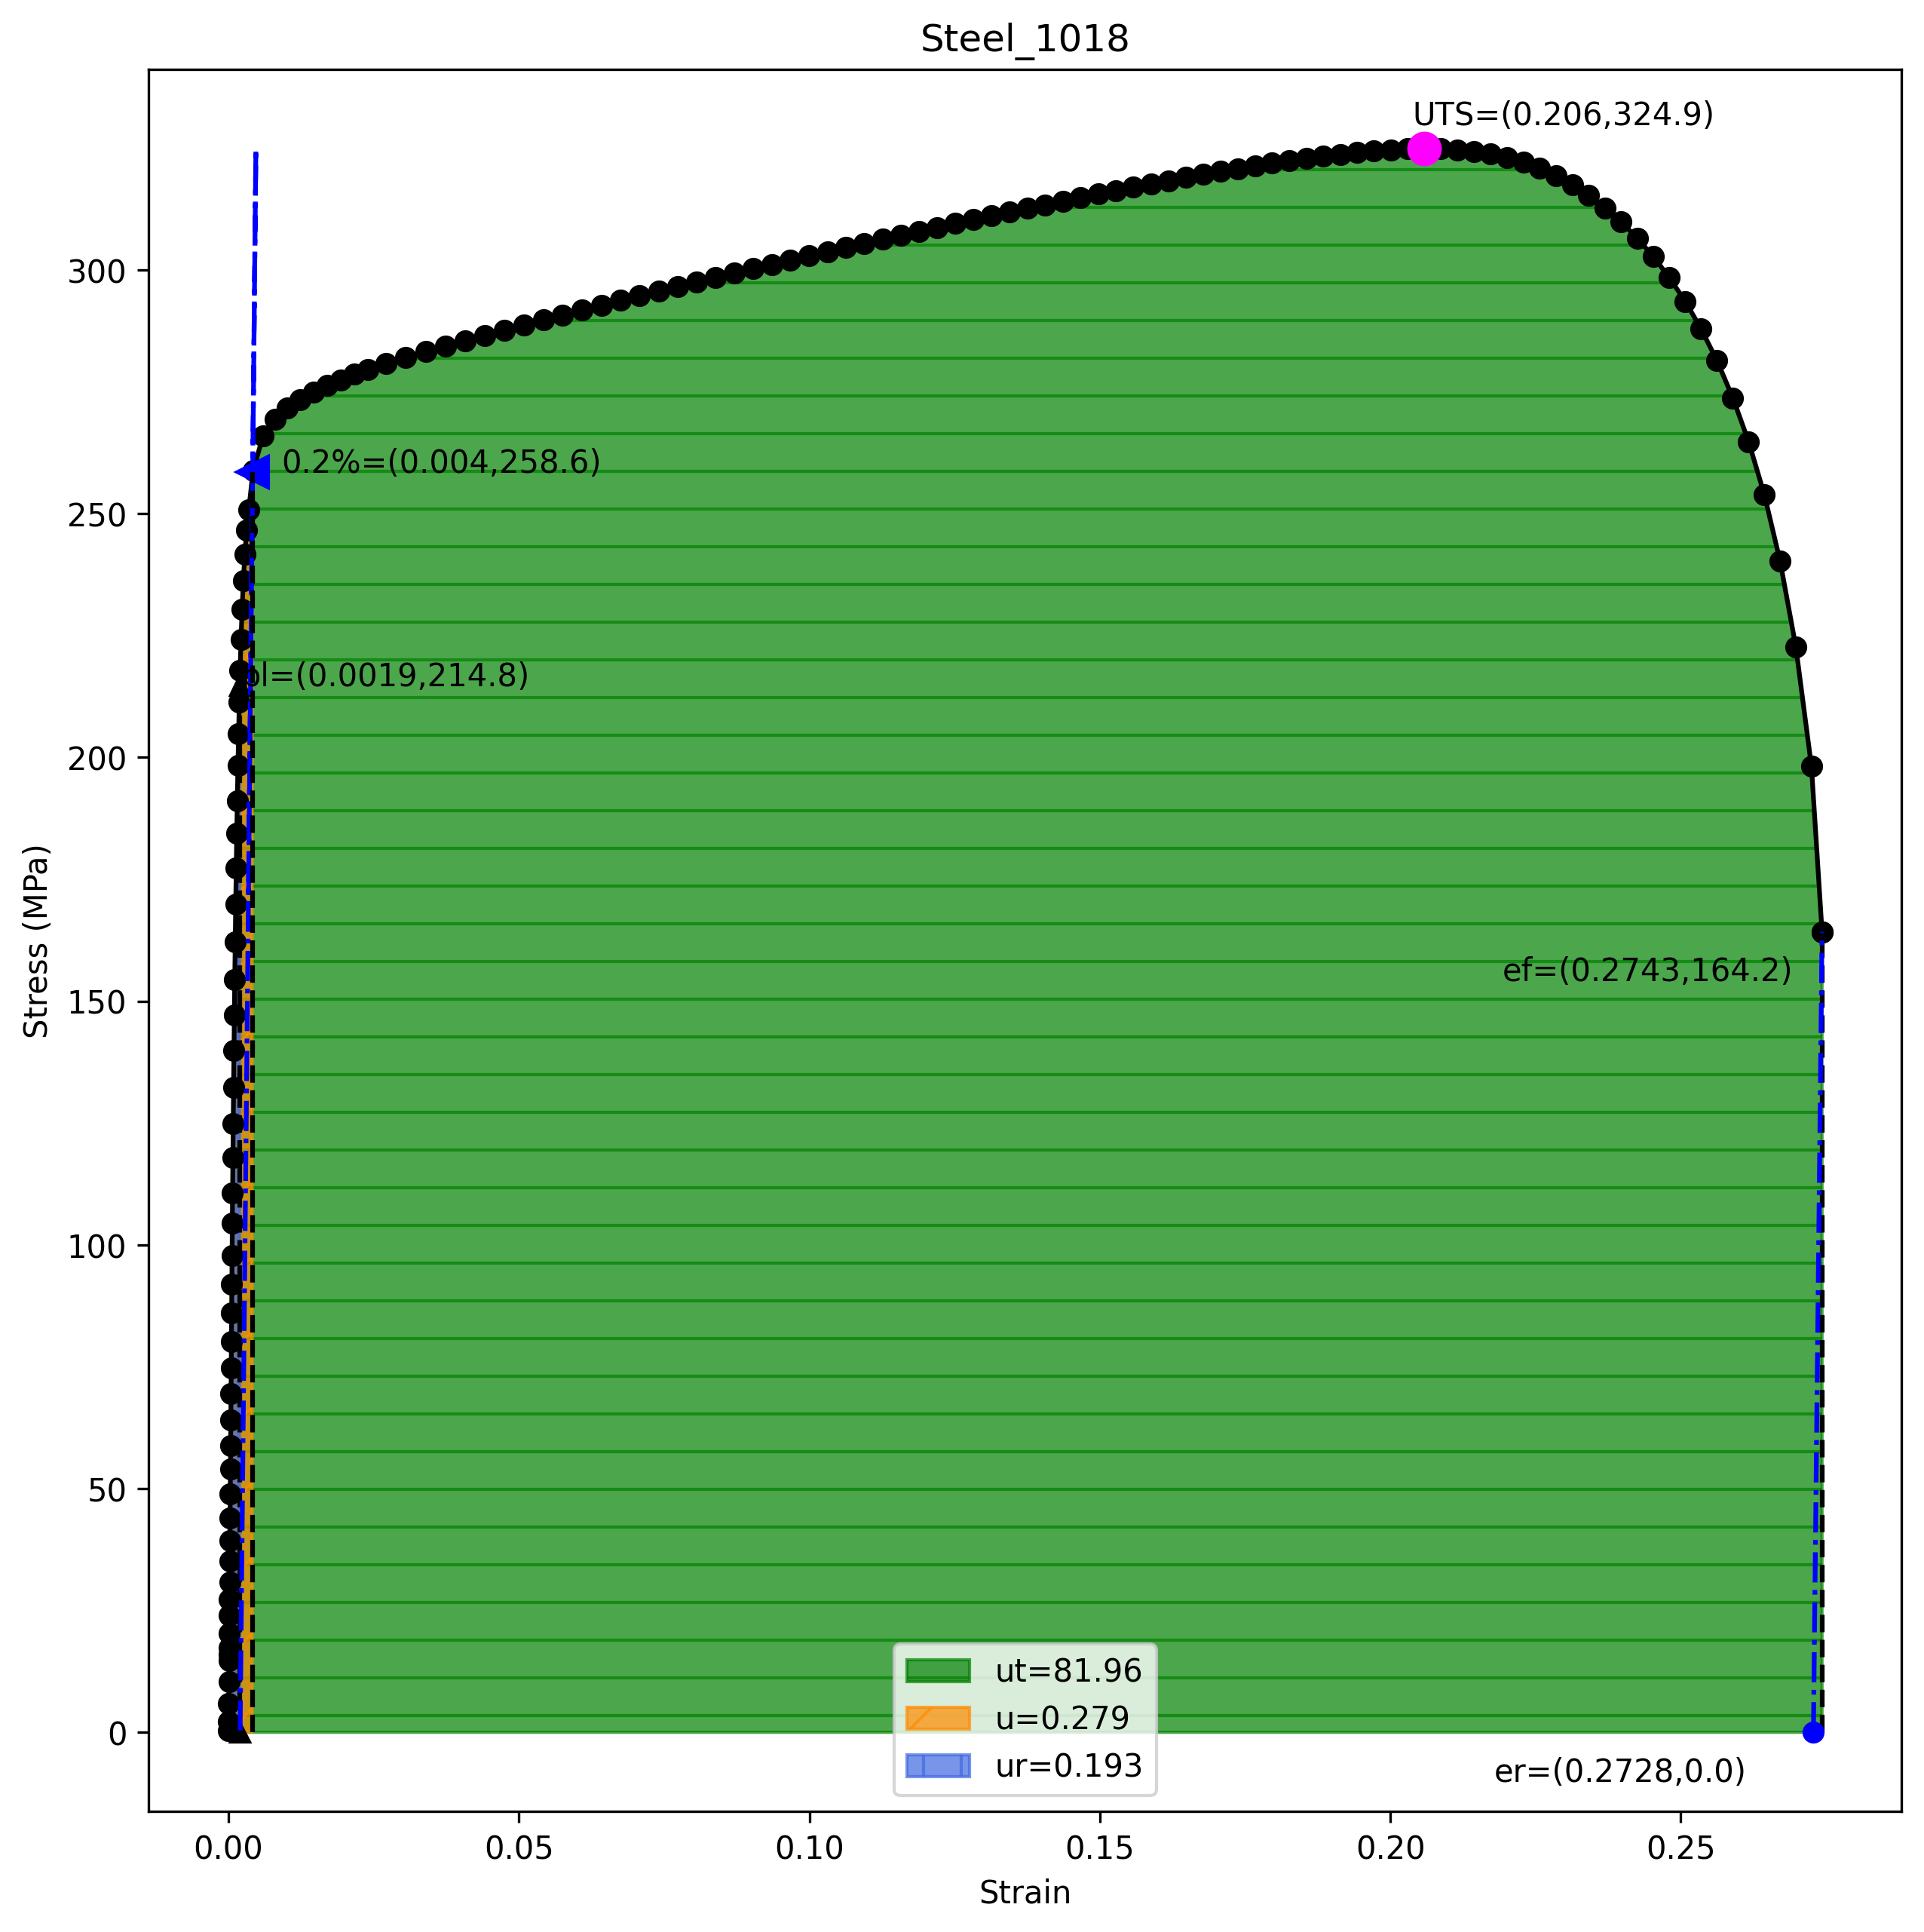 Steel_1018
UTS=(0.206,324.9)
300
0.2%=(0.004,258.6)
250
pl=(0.0019,214.8)
200
Stress (MPa)
150
ef=(0.2743,164.2)
100
50
0
ut=81.96
u=0.279
ur=0.193
er=(0.2728,0.0)
0.00 0.05 0.10 0.15 0.20 0.25
Strain